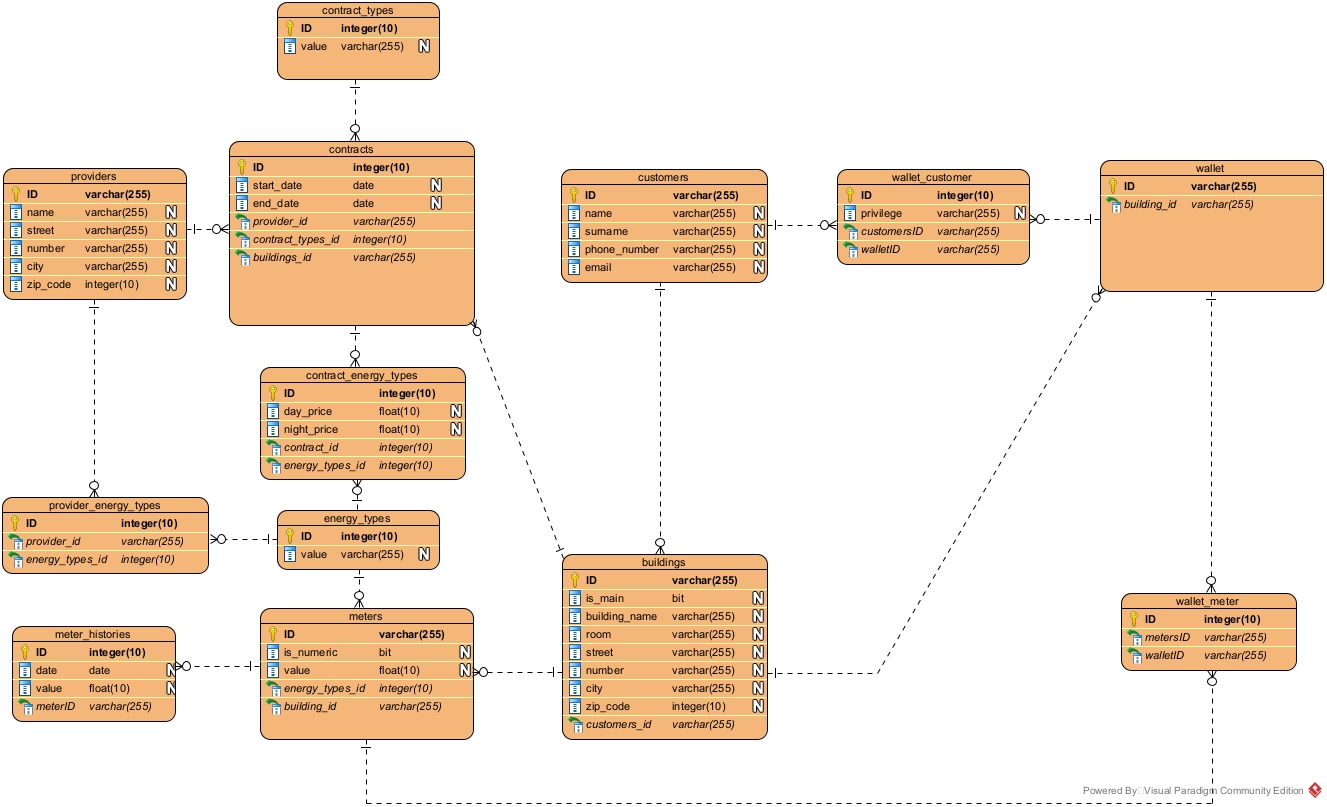 contract_types
ID integer(10)
value varchar(255) N
contracts
ID integer(10)
start_date date N
end_date date N
provider_id varchar(255)
contract_types_id integer(10)
buildings_id varchar(255)
providers
ID varchar(255)
name varchar(255) N
street varchar(255) N
number varchar(255) N
city varchar(255) N
zip_code integer(10) N
customers
ID varchar(255)
name varchar(255) N
surname varchar(255) N
phone_number varchar(255) N
email varchar(255) N
wallet_customer
ID integer(10)
privilege varchar(255) N
customersID varchar(255)
walletID varchar(255)
wallet
ID varchar(255)
building_id varchar(255)
contract_energy_types
ID integer(10)
day_price float(10) N
night_price float(10) N
contract_id integer(10)
energy_types_id integer(10)
provider_energy_types
ID integer(10)
provider_id varchar(255)
energy_types_id integer(10)
energy_types
ID integer(10)
value varchar(255) N
buildings
ID varchar(255)
is_main bit N
building_name varchar(255) N
room varchar(255) N
street varchar(255) N
number varchar(255) N
city varchar(255) N
zip_code integer(10) N
customers_id varchar(255)
meter_histories
ID integer(10)
date date N
value float(10) N
meterID varchar(255)
meters
ID varchar(255)
is_numeric bit N
value float(10) N
energy_types_id integer(10)
building_id varchar(255)
wallet_meter
ID integer(10)
metersID varchar(255)
walletID varchar(255)
Powered By Visual Paradigm Community Edition